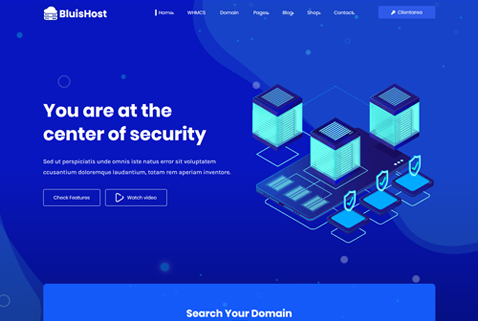 BluisHost
Home WHMCS Domain Pages Blog Shop Contact Clientarea
You are at the
center of security
Sed ut perspiciatis unde omnis iste natus error sit voluptatem
ccusantium doloremque laudantium, totam rem aperiam inventore.
Check Features Watch video
Search Your Domain